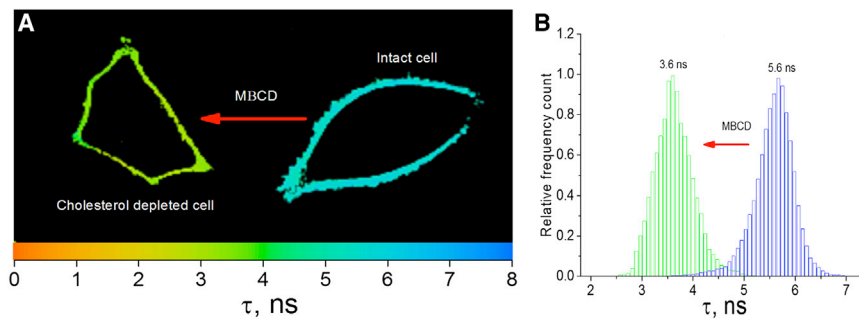 A
Intact cell
MBCD
Cholesterol depleted cell
0 1 2 3 4 5 6 7 8
τ, ns
B
3.6 ns
5.6 ns
MBCD
Relative frequency count
1.2
1.0
0.8
0.6
0.4
0.2
0.0
2 3 4 5 6 7
τ, ns